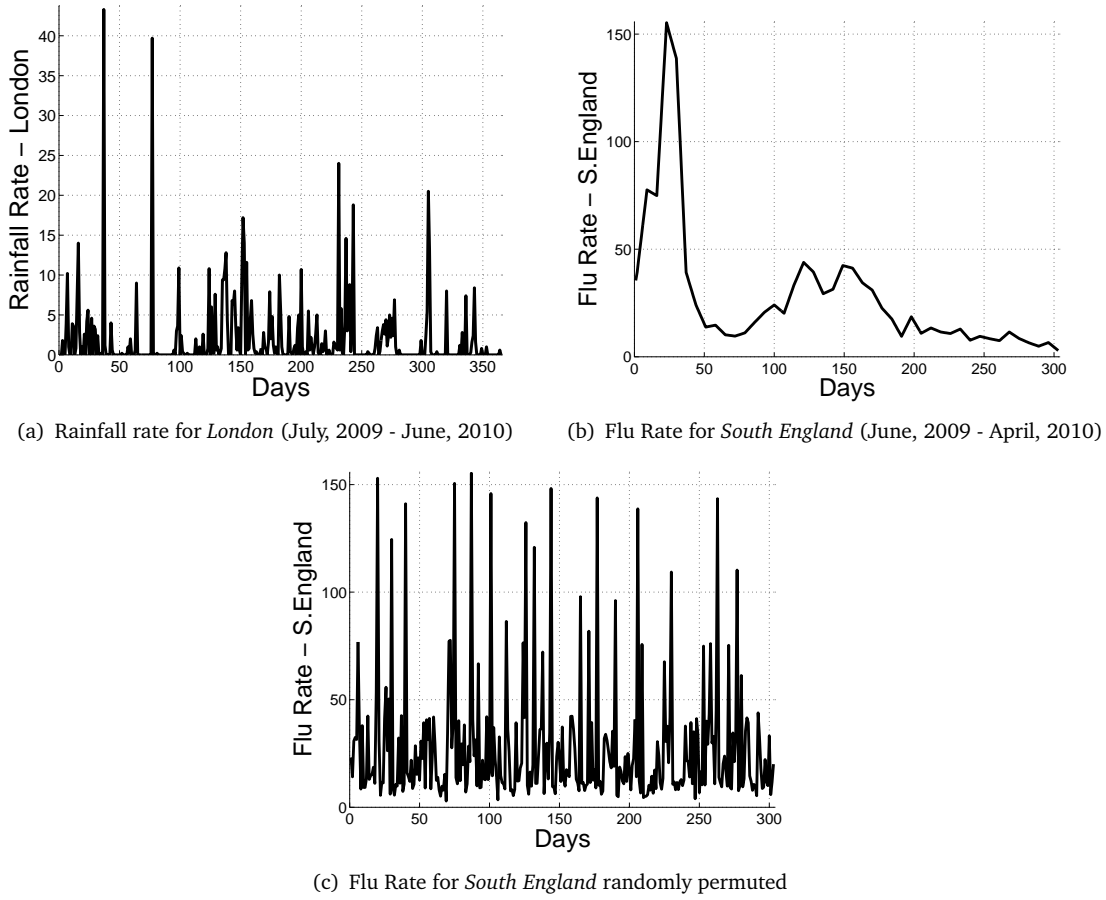 40
35
30
25
20
15
10
5
0
Rainfall Rate – London
0 50 100 150 200 250 300 350
Days
(a) Rainfall rate for London (July, 2009 - June, 2010)
150
100
50
0
Flu Rate – S.England
0 50 100 150 200 250 300
Days
(b) Flu Rate for South England (June, 2009 - April, 2010)
150
100
50
0
Flu Rate – S.England
0 50 100 150 200 250 300
Days
(c) Flu Rate for South England randomly permuted